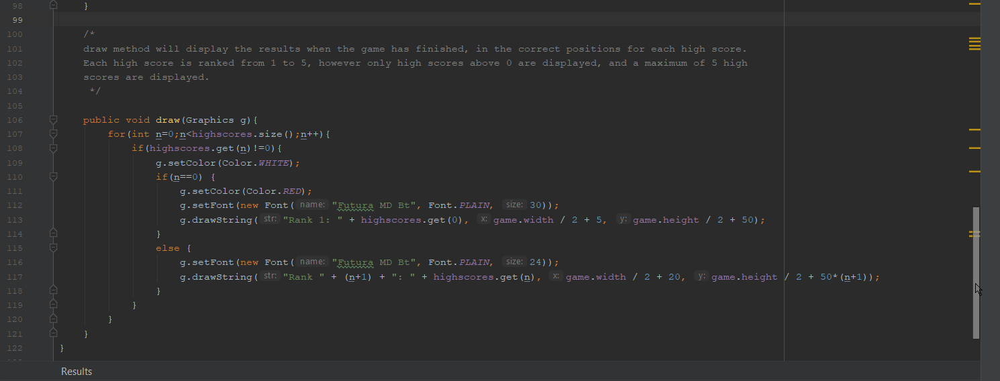 98 }
99
100 /*
101 draw method will display the results when the game has finished, in the correct positions for each high score.
102 Each high score is ranked from 1 to 5, however only high scores above 0 are displayed, and a maximum of 5 high
103 scores are displayed.
104 */
105
106 public void draw(Graphics g){
107 for(int n=0;n<highscores.size();n++){
108 if(highscores.get(n)!=0){
109 g.setColor(Color.WHITE);
110 if(n==0) {
111 g.setColor(Color.RED);
112 g.setFont(new Font( name: "Futura MD Bt", Font.PLAIN, size: 30));
113 g.drawString( str: "Rank 1: " + highscores.get(0), x: game.width / 2 + 5, y: game.height / 2 + 50);
114 }
115 else {
116 g.setFont(new Font( name: "Futura MD Bt", Font.PLAIN, size: 24));
117 g.drawString( str: "Rank " + (n+1) + ": " + highscores.get(n), x: game.width / 2 + 20, y: game.height / 2 + 50*(n+1));
118 }
119 }
120 }
121 }
122 }
Results